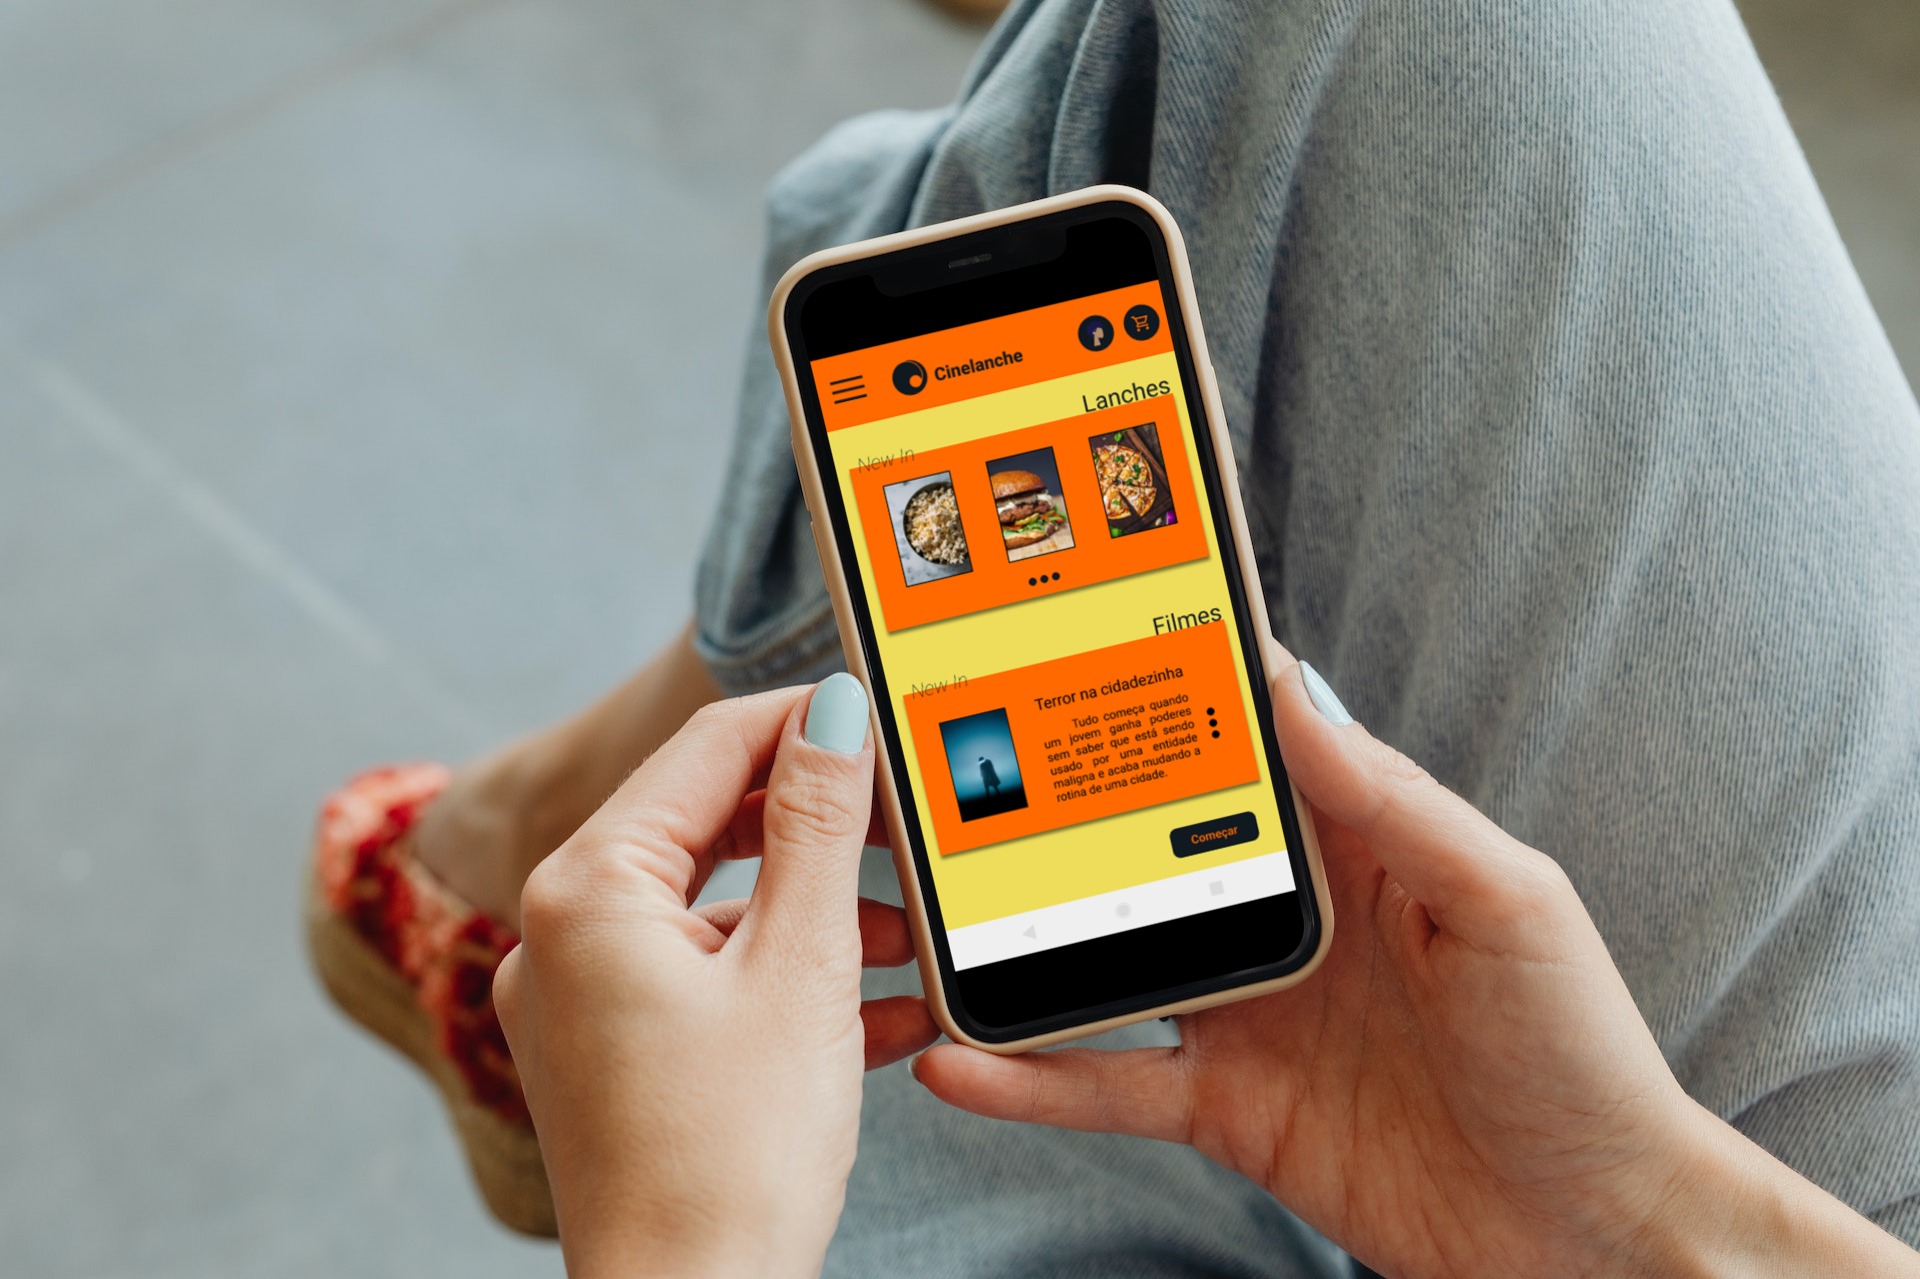 Cinelanche
Lanches
New In
Filmes
New In
Terror na cidadezinha
Tudo começa quando
um jovem ganha poderes
sem saber que está sendo
usado por uma entidade
maligna e acaba mudando a
rotina de uma cidade.
Começar